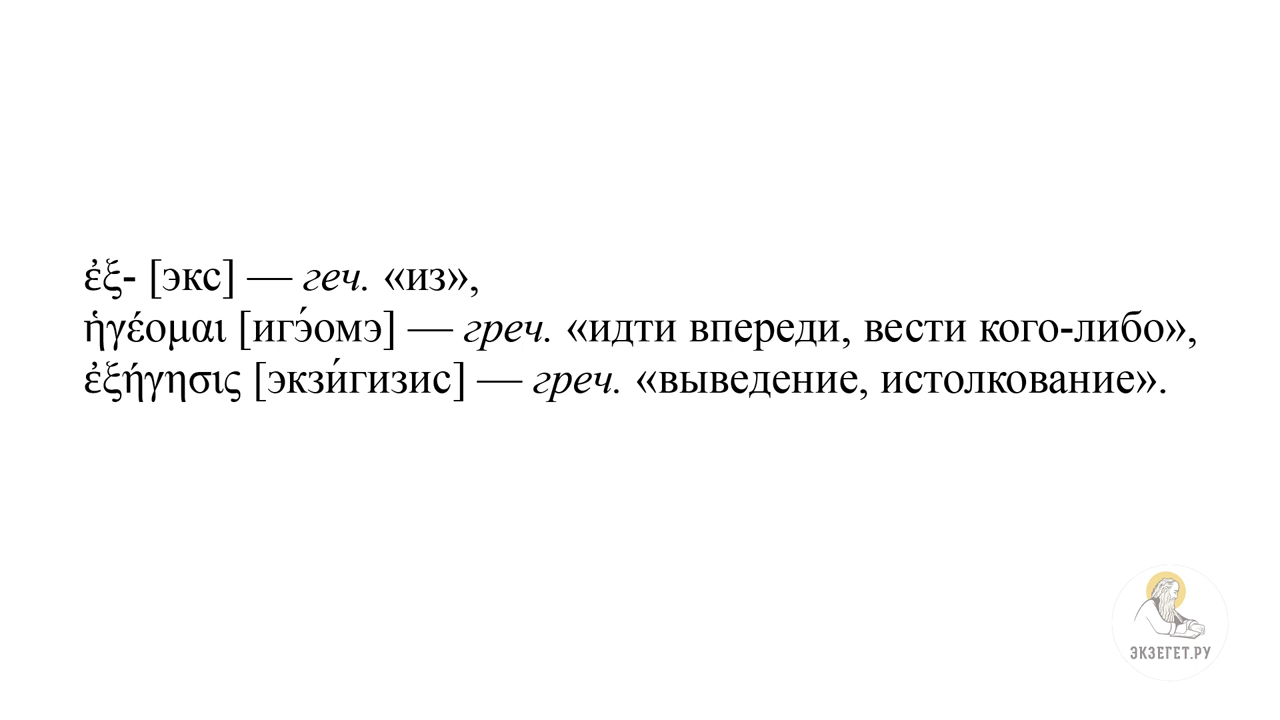 ἐξ- [экс] — геч. «из»,
ἡγέομαι [игэ́омэ] — греч. «идти впереди, вести кого-либо»,
ἐξήγησις [экзи́гизис] — греч. «выведение, истолкование».
ЭКЗЕГЕТ.РУ